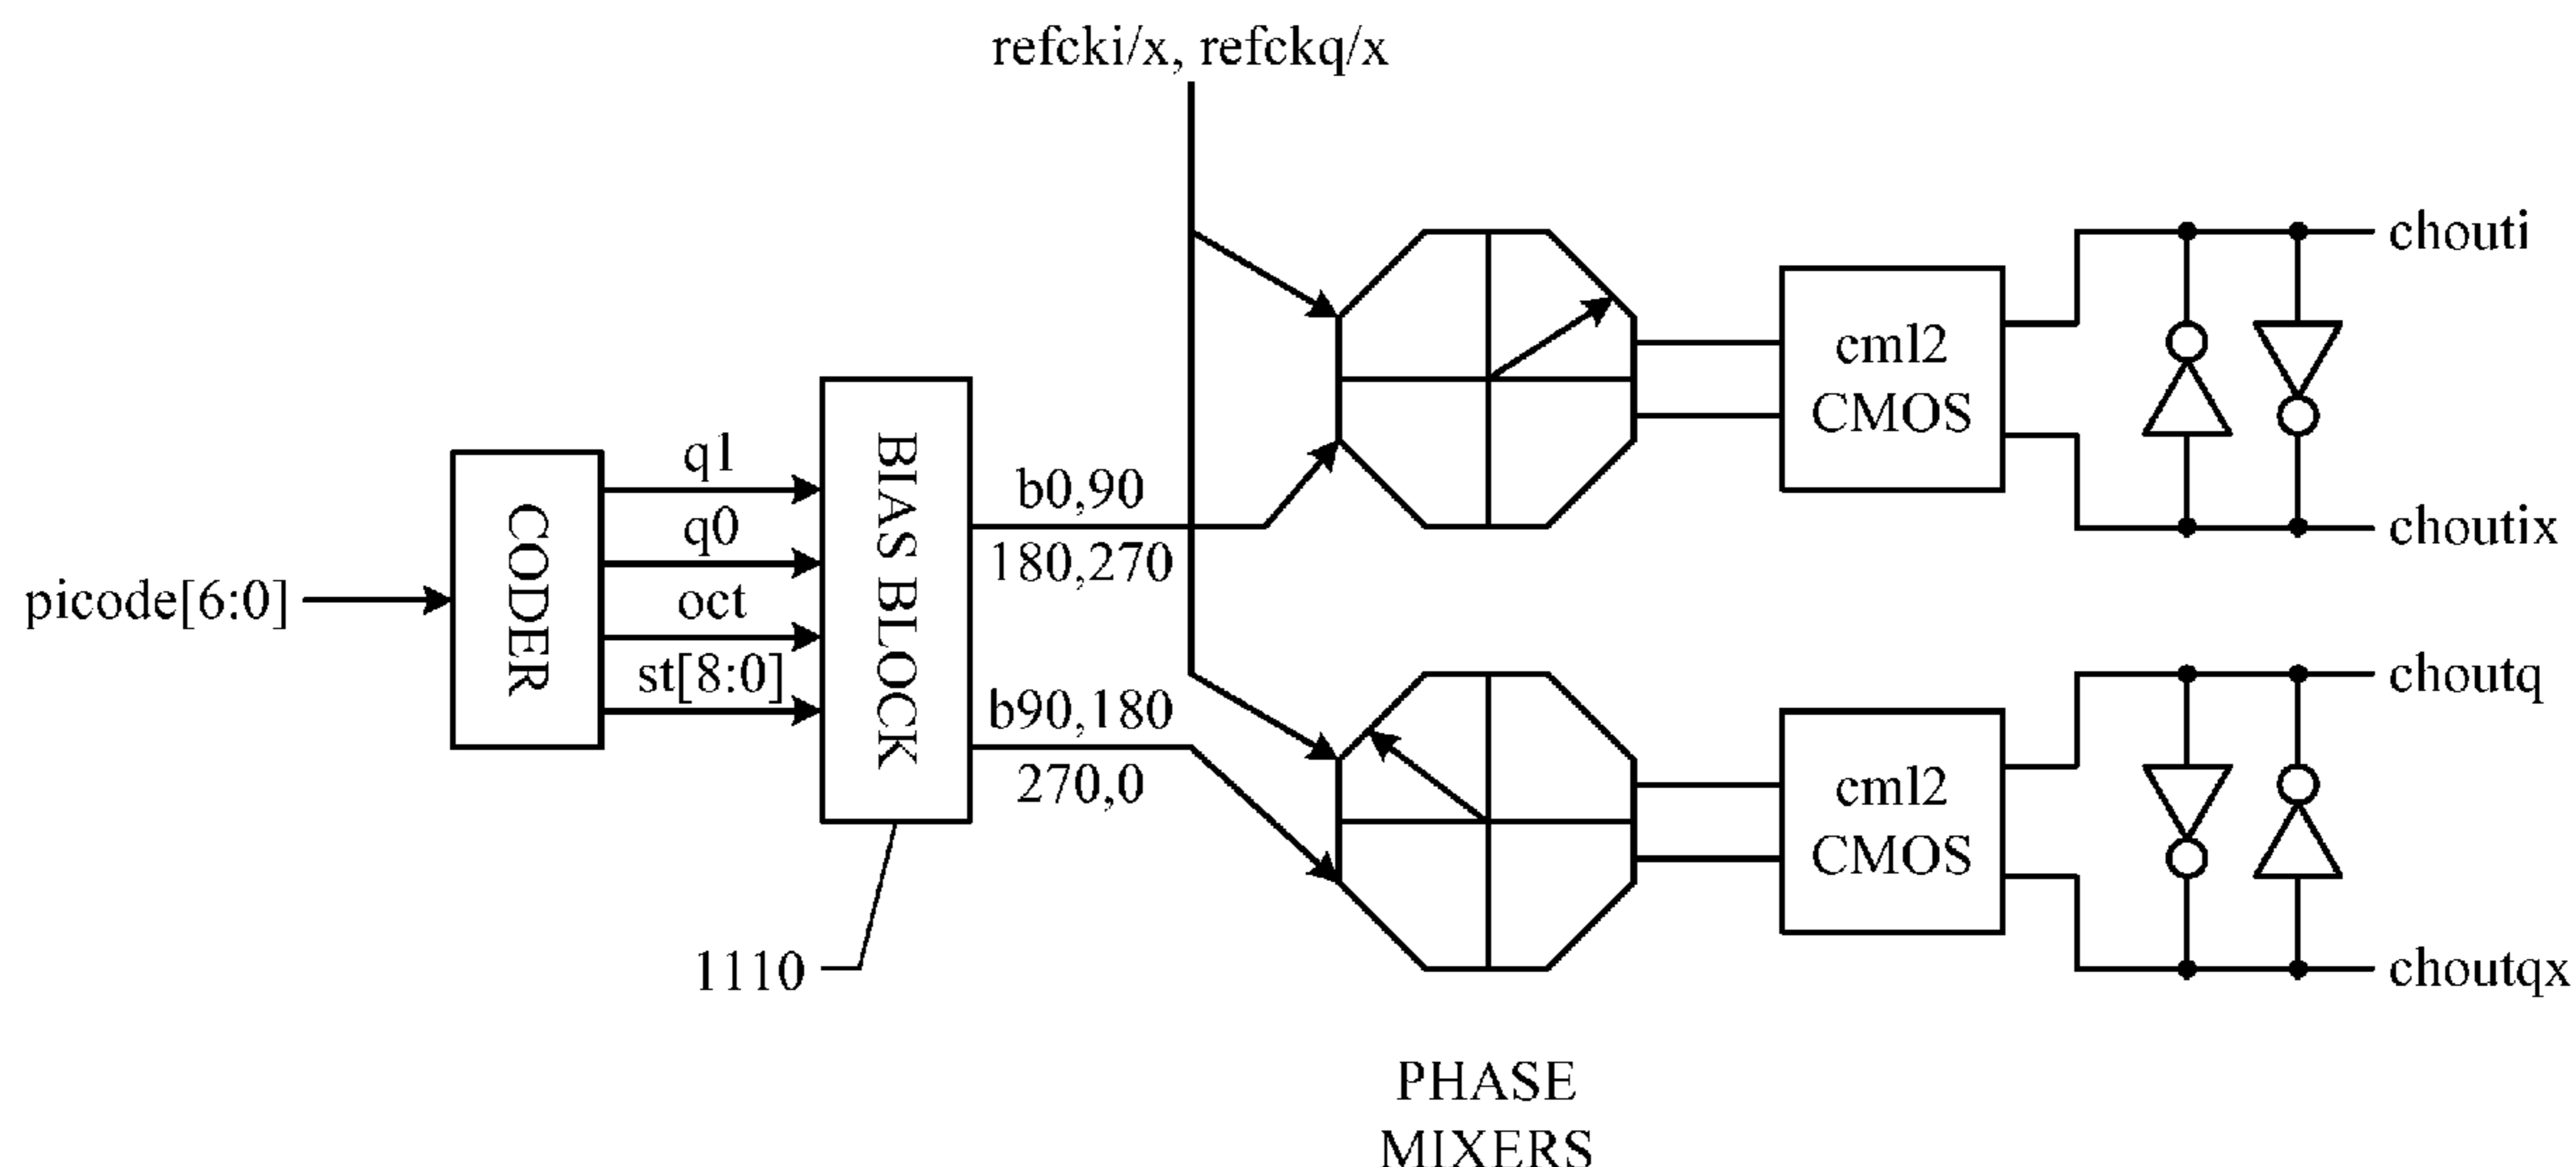 refcki/x, refckq/x
picode[6:0]
CODER
q1
q0
oct
st[8:0]
BIAS BLOCK
1110
b0,90
180,270
b90,180
270,0
cml2
CMOS
chouti
choutix
cml2
CMOS
choutq
choutqx
PHASE
MIXERS